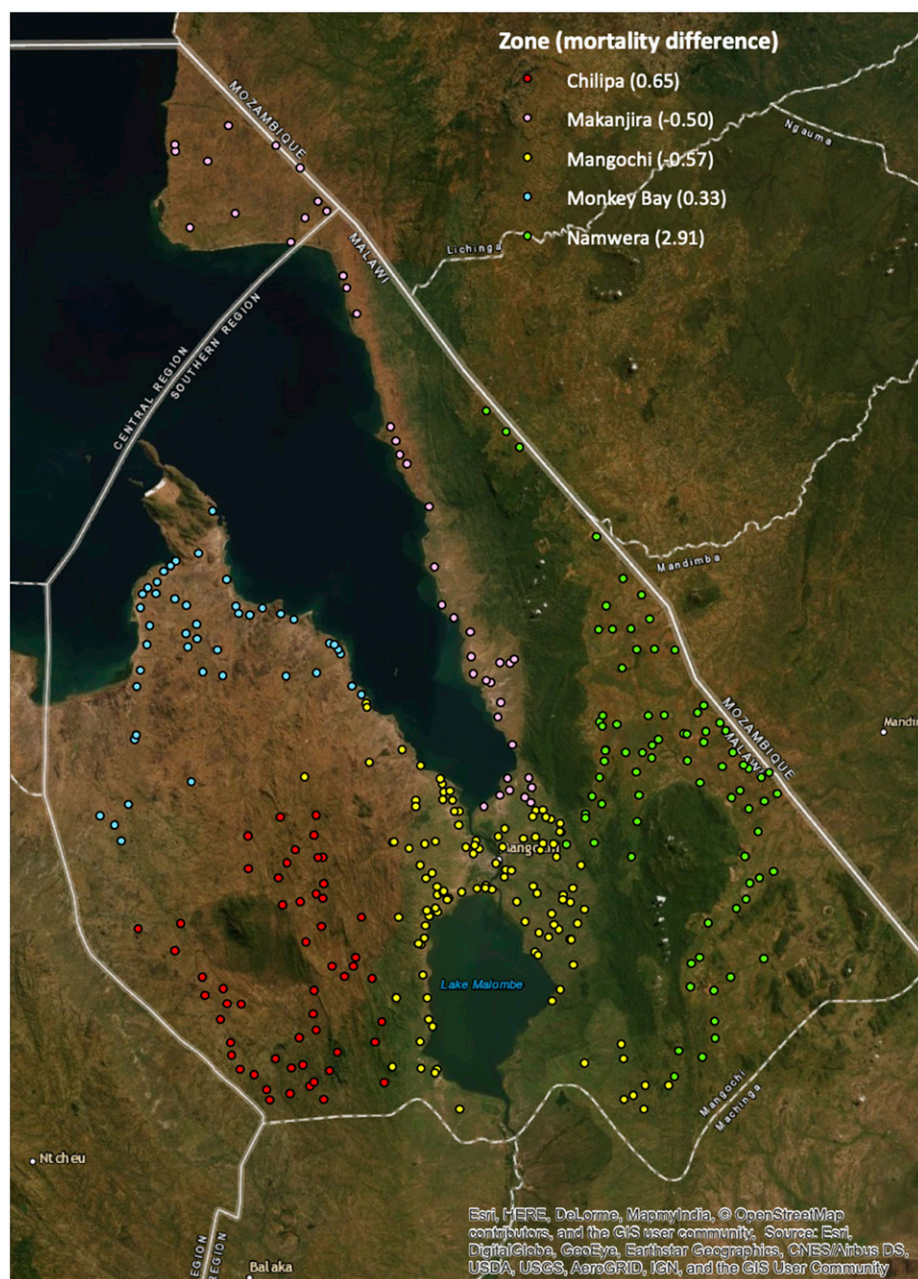 Zone (mortality difference)
Chilipa (0.65)
Makanjira (-0.50)
Mangochi (-0.57)
Monkey Bay (0.33)
Namwera (2.91)
MOZAMBIQUE
MALAWI
Ngauma
Lichinga
CENTRAL REGION
SOUTHERN REGION
Mandimba
MOZAMBIQUE
MALAWI
Lake Malombe
Mangochi
Machinga
Ntcheu
Balaka
REGION
Esri, HERE, DeLorme, MapmyIndia, © OpenStreetMap
contributors, and the GIS user community, Source: Esri,
DigitalGlobe, GeoEye, Earthstar Geographics, CNES/Airbus DS,
USDA, USGS, AeroGRID, IGN, and the GIS User Community